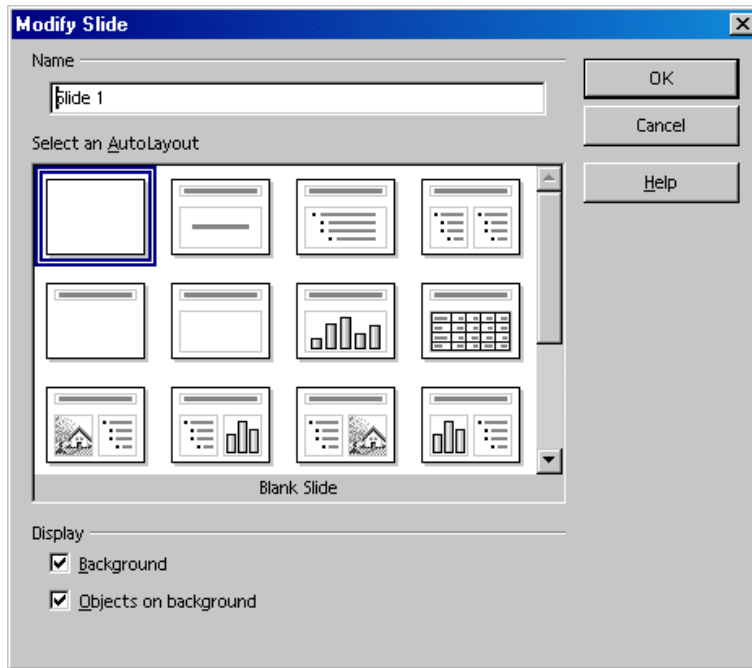 Modify Slide
Name
Slide 1
OK
Cancel
Help
Select an AutoLayout
Blank Slide
Display
Background
Objects on background